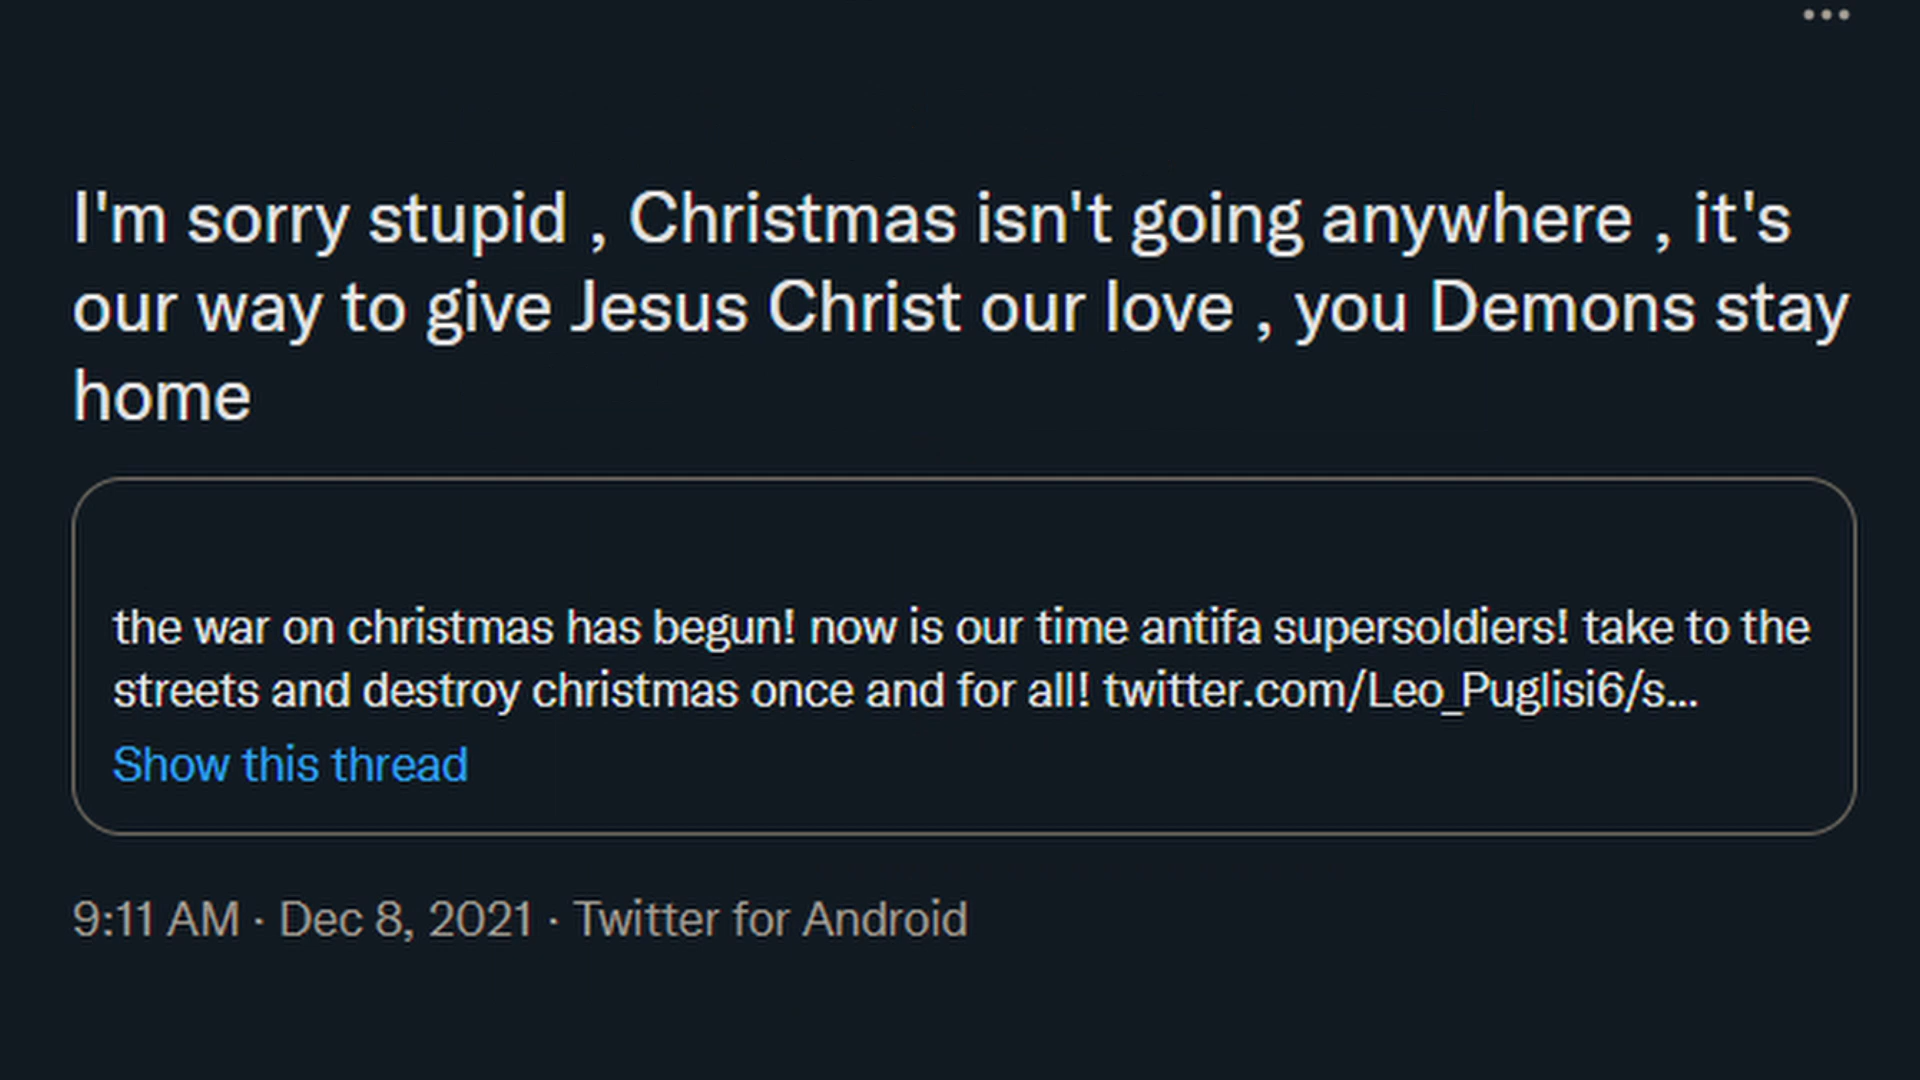 I'm sorry stupid , Christmas isn't going anywhere , it's
our way to give Jesus Christ our love , you Demons stay
home
the war on christmas has begun! now is our time antifa supersoldiers! take to the
streets and destroy christmas once and for all! twitter.com/Leo_Puglisi6/s...
Show this thread
9:11 AM · Dec 8, 2021 · Twitter for Android